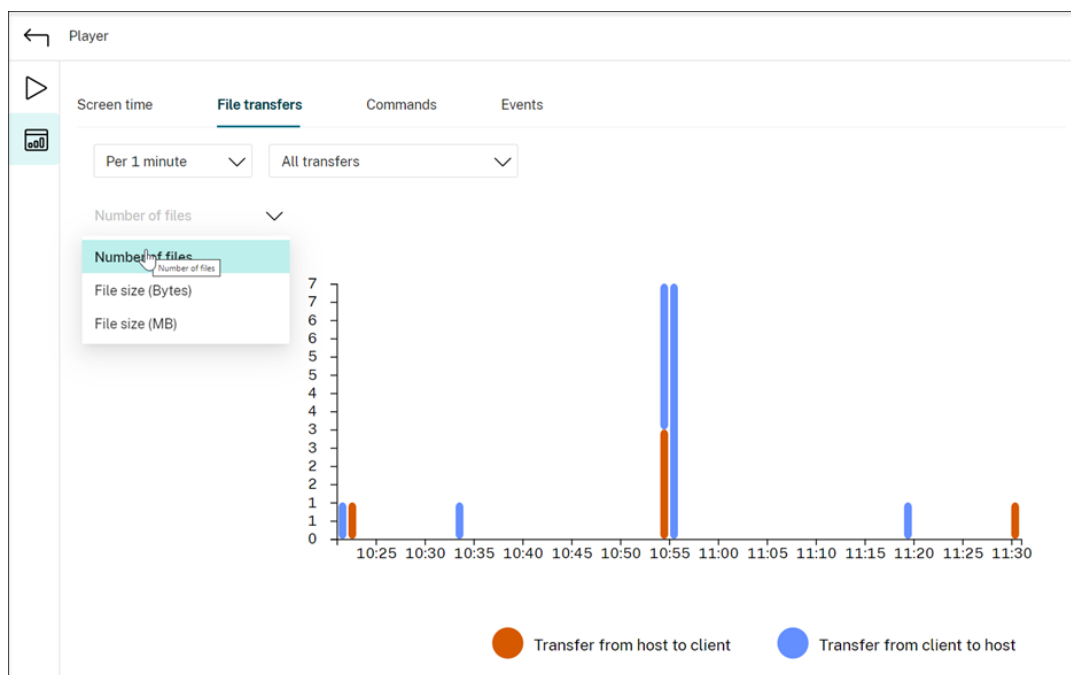 Player
Screen time File transfers Commands Events
Per 1 minute All transfers
Number of files
Number of files
Number of files
File size (Bytes)
File size (MB)
7
7
6
6
5
5
4
4
3
3
2
2
1
1
0
10:25 10:30 10:35 10:40 10:45 10:50 10:55 11:00 11:05 11:10 11:15 11:20 11:25 11:30
Transfer from host to client Transfer from client to host